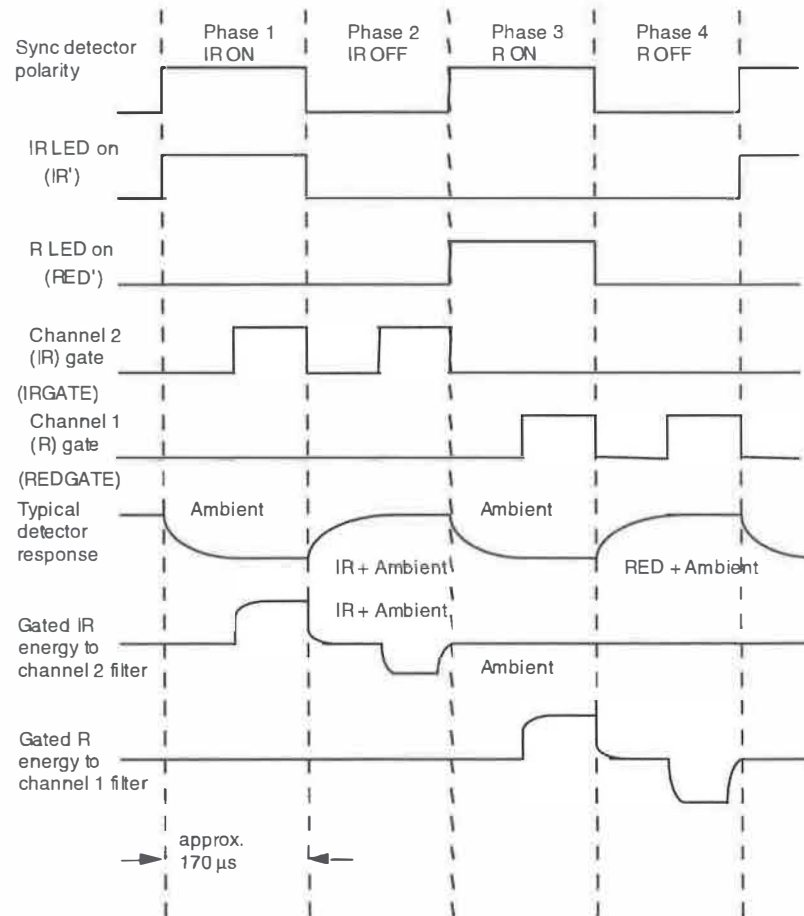 Phase 1
IR ON
Phase 2
IR OFF
Phase 3
R ON
Phase 4
R OFF
Sync detector
polarity
IR LED on
(IR')
R LED on
(RED')
Channel 2
(IR) gate
(IRGATE)
Channel 1
(R) gate
(REDGATE)
Typical
detector
response
Ambient
Ambient
IR + Ambient
RED + Ambient
IR + Ambient
Gated IR
energy to
channel 2 filter
Ambient
Gated R
energy to
channel 1 filter
approx.
170 µs